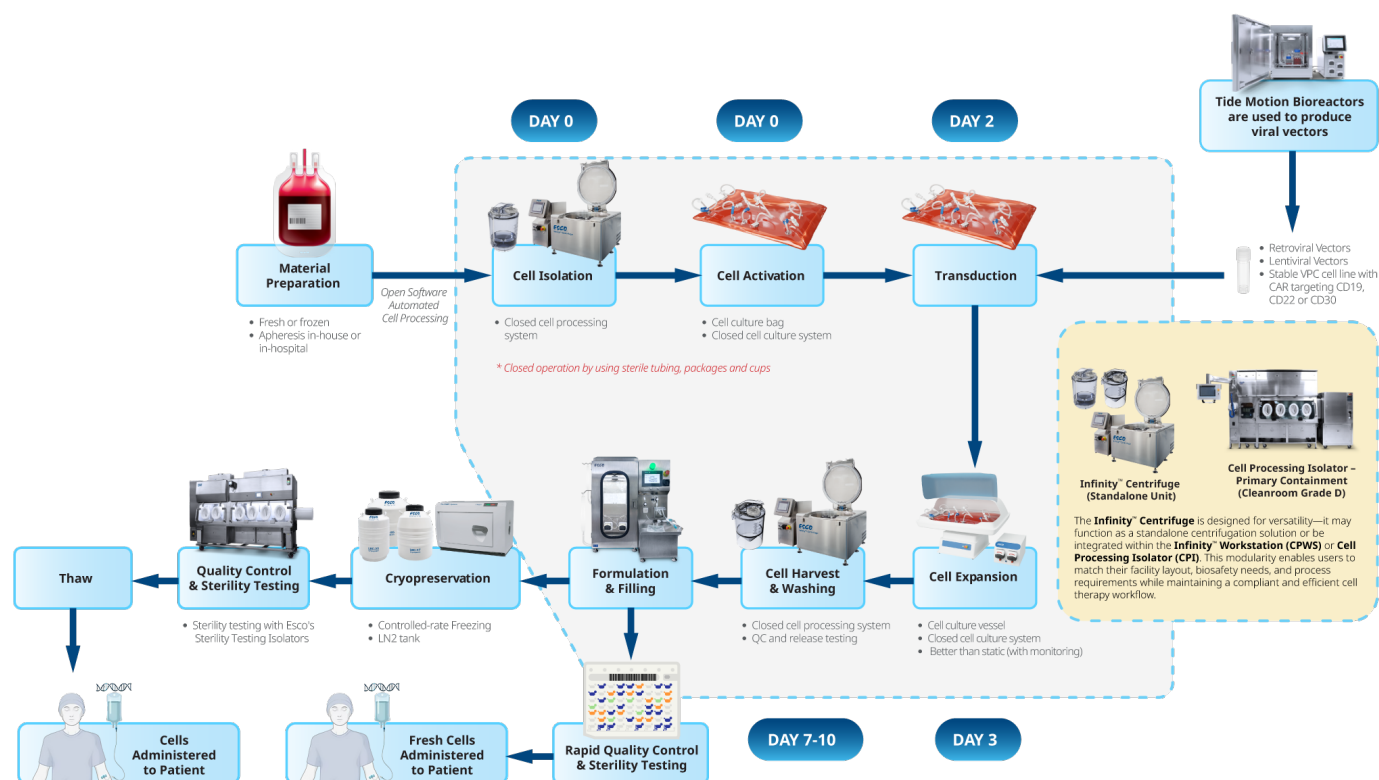 DAY 0
DAY 0
DAY 2
Tide Motion Bioreactors
are used to produce
viral vectors
Material
Preparation
• Fresh or frozen
• Apheresis in-house or
in-hospital
Open Software
Automated
Cell Processing
ESCO
Cell Isolation
• Closed cell processing
system
Cell Activation
• Cell culture bag
• Closed cell culture system
Transduction
• Retroviral Vectors
• Lentiviral Vectors
• Stable VPC cell line with
CAR targeting CD19,
CD22 or CD30
* Closed operation by using sterile tubing, packages and cups
ESCO
Infinity™ Centrifuge
(Standalone Unit)
Cell Processing Isolator –
Primary Containment
(Cleanroom Grade D)
The Infinity™ Centrifuge is designed for versatility—it may
function as a standalone centrifugation solution or be
integrated within the Infinity™ Workstation (CPWS) or Cell
Processing Isolator (CPI). This modularity enables users to
match their facility layout, biosafety needs, and process
requirements while maintaining a compliant and efficient cell
therapy workflow.
Thaw
Quality Control
& Sterility Testing
• Sterility testing with Esco's
Sterility Testing Isolators
Cryopreservation
• Controlled-rate Freezing
• LN2 tank
ESCO
Formulation
& Filling
ESCO
Cell Harvest
& Washing
• Closed cell processing system
• QC and release testing
Cell Expansion
• Cell culture vessel
• Closed cell culture system
• Better than static (with monitoring)
Cells
Administered
to Patient
Fresh Cells
Administered
to Patient
Rapid Quality Control
& Sterility Testing
DAY 7-10
DAY 3